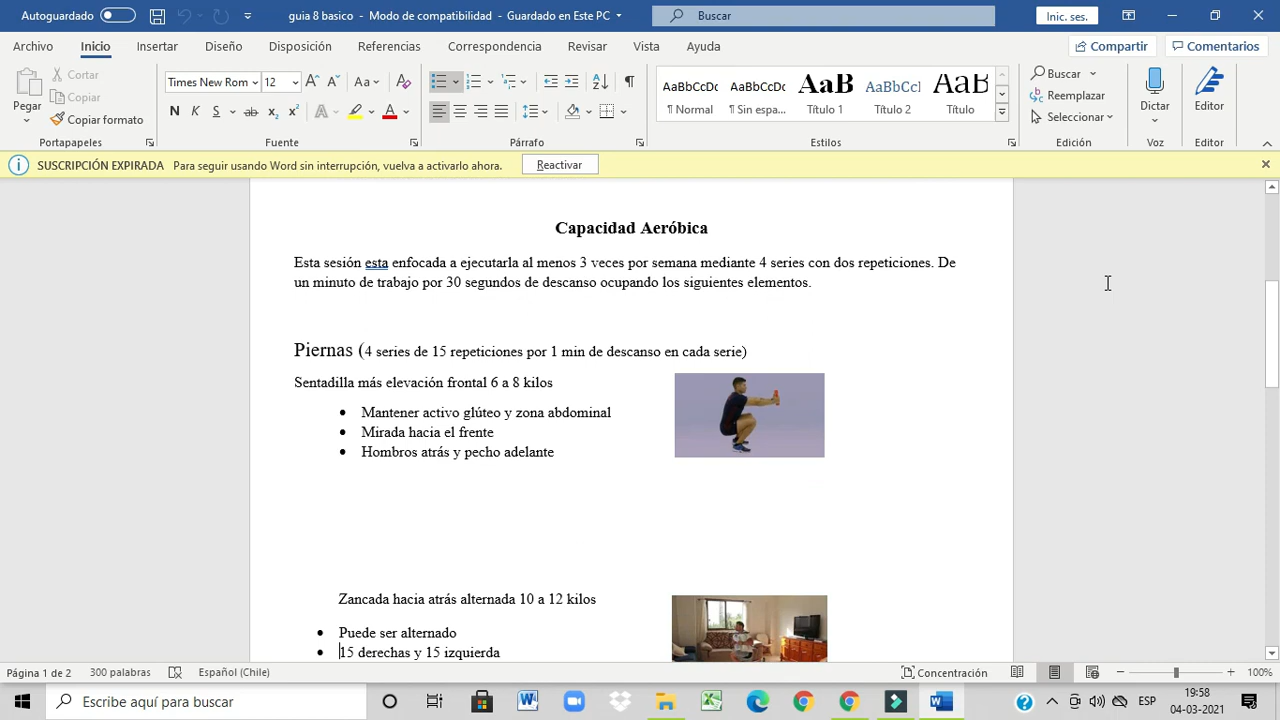 Autoguardado
guia 8 basico - Modo de compatibilidad - Guardado en Este PC
Buscar
Inic. ses.
Archivo Inicio Insertar Diseño Disposición Referencias Correspondencia Revisar Vista Ayuda
Compartir Comentarios
Pegar
Cortar
Copiar
Copiar formato
Portapapeles
Times New Rom 12
N K S ab x₂ x²
Fuente
Párrafo
AaBbCcDc AaBbCcDc AaB AaBbCcI AaB
¶ Normal ¶ Sin espa... Título 1 Título 2 Título
Estilos
Buscar
Reemplazar
Seleccionar
Edición
Dictar
Voz
Editor
Editor
SUSCRIPCIÓN EXPIRADA Para seguir usando Word sin interrupción, vuelva a activarlo ahora. Reactivar
Capacidad Aeróbica
Esta sesión esta enfocada a ejecutarla al menos 3 veces por semana mediante 4 series con dos repeticiones. De
un minuto de trabajo por 30 segundos de descanso ocupando los siguientes elementos.
Piernas (4 series de 15 repeticiones por 1 min de descanso en cada serie)
Sentadilla más elevación frontal 6 a 8 kilos
• Mantener activo glúteo y zona abdominal
• Mirada hacia el frente
• Hombros atrás y pecho adelante
Zancada hacia atrás alternada 10 a 12 kilos
• Puede ser alternado
• 15 derechas y 15 izquierda
Página 1 de 2 300 palabras Español (Chile) Concentración 100%
Escribe aquí para buscar
ESP
19:58
04-03-2021